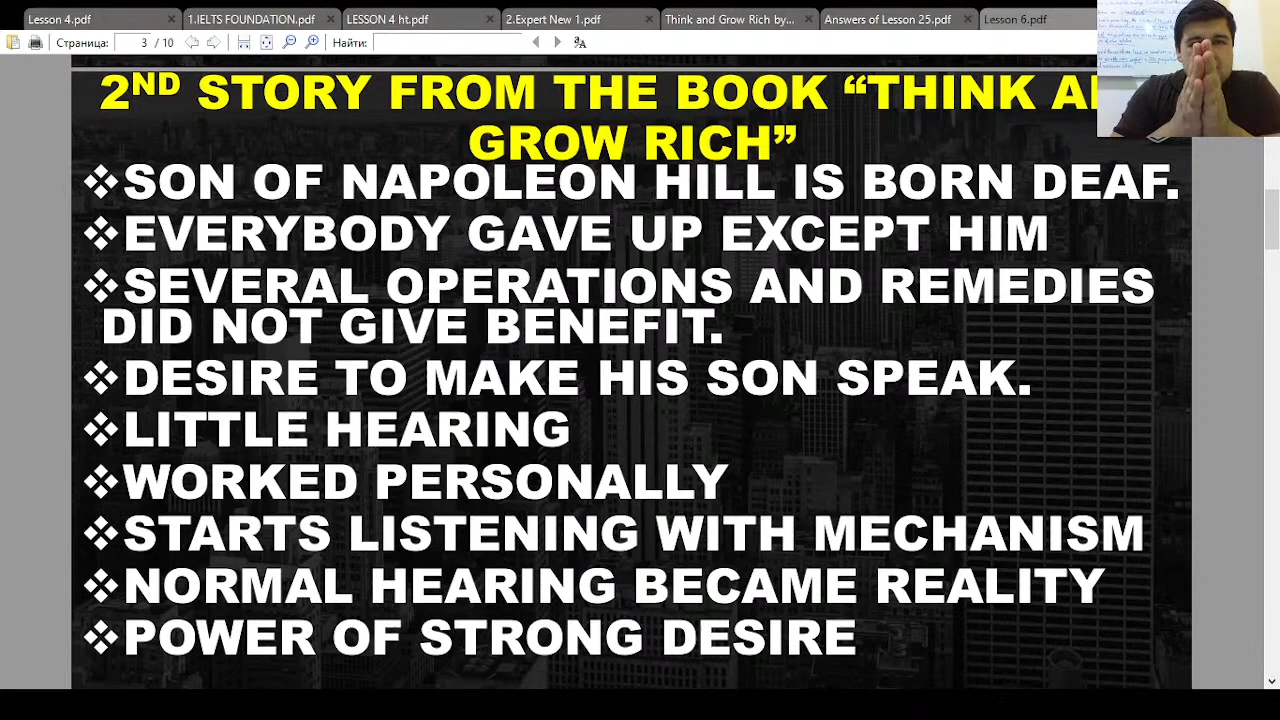 Lesson 4.pdf × 1.IELTS FOUNDATION.pdf × LESSON 4 ht.pdf × 2.Expert New 1.pdf × Think and Grow Rich by... × Answers of Lesson 25.pdf × Lesson 6.pdf
Страница: 3 / 10 Найти:
2ND STORY FROM THE BOOK “THINK
GROW RICH”
❖SON OF NAPOLEON HILL IS BORN DEAF.
❖EVERYBODY GAVE UP EXCEPT HIM
❖SEVERAL OPERATIONS AND REMEDIES
DID NOT GIVE BENEFIT.
❖DESIRE TO MAKE HIS SON SPEAK.
❖LITTLE HEARING
❖WORKED PERSONALLY
❖STARTS LISTENING WITH MECHANISM
❖NORMAL HEARING BECAME REALITY
❖POWER OF STRONG DESIRE